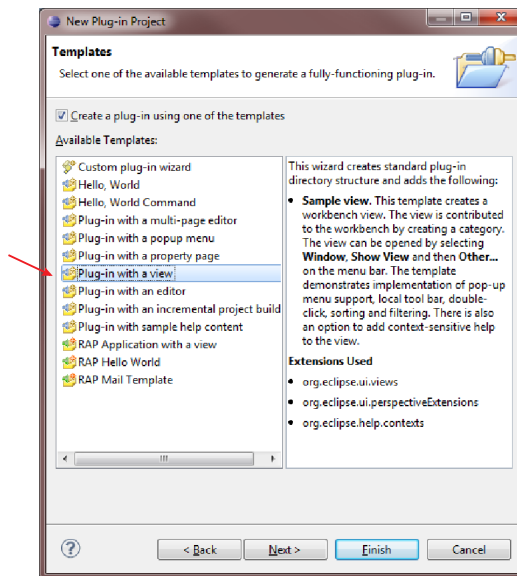 New Plug-in Project
Templates
Select one of the available templates to generate a fully-functioning plug-in.
Create a plug-in using one of the templates
Available Templates:
Custom plug-in wizard
Hello, World
Hello, World Command
Plug-in with a multi-page editor
Plug-in with a popup menu
Plug-in with a property page
Plug-in with a view
Plug-in with an editor
Plug-in with an incremental project build
Plug-in with sample help content
RAP Application with a view
RAP Hello World
RAP Mail Template
This wizard creates standard plug-in
directory structure and adds the following:
• Sample view. This template creates a
workbench view. The view is contributed
to the workbench by creating a category.
The view can be opened by selecting
Window, Show View and then Other...
on the menu bar. The template
demonstrates implementation of pop-up
menu support, local tool bar, double-
click, sorting and filtering. There is also
an option to add context-sensitive help
to the view.
Extensions Used
• org.eclipse.ui.views
• org.eclipse.ui.perspectiveExtensions
• org.eclipse.help.contexts
?
< Back
Next >
Finish
Cancel